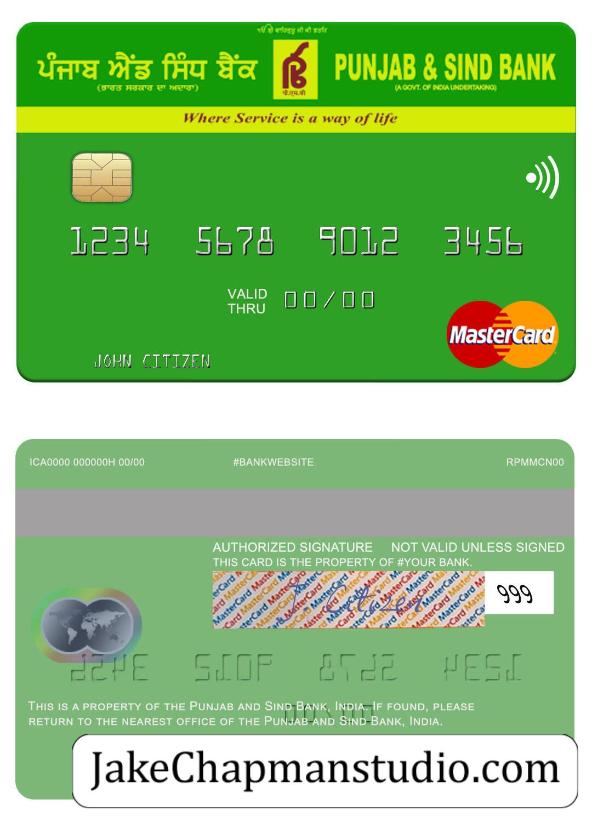 ੴ ਸ੍ਰੀ ਵਾਹਿਗੁਰੂ ਜੀ ਕੀ ਫ਼ਤਹਿ
ਪੰਜਾਬ ਐਂਡ ਸਿੰਧ ਬੈਂਕ
(ਭਾਰਤ ਸਰਕਾਰ ਦਾ ਅਦਾਰਾ)
ਪੀ.ਐਸ.ਬੀ
PUNJAB & SIND BANK
(A GOVT. OF INDIA UNDERTAKING)
Where Service is a way of life
1234 5678 9012 3456
VALID THRU 00/00
MasterCard
JOHN CITIZEN
ICA0000 000000H 00/00 #BANKWEBSITE RPMMCN00
AUTHORIZED SIGNATURE NOT VALID UNLESS SIGNED
THIS CARD IS THE PROPERTY OF #YOUR BANK.
MasterCard
999
THIS IS A PROPERTY OF THE PUNJAB AND SIND BANK, INDIA. IF FOUND, PLEASE
RETURN TO THE NEAREST OFFICE OF THE PUNJAB AND SIND BANK, INDIA.
JakeChapmanstudio.com